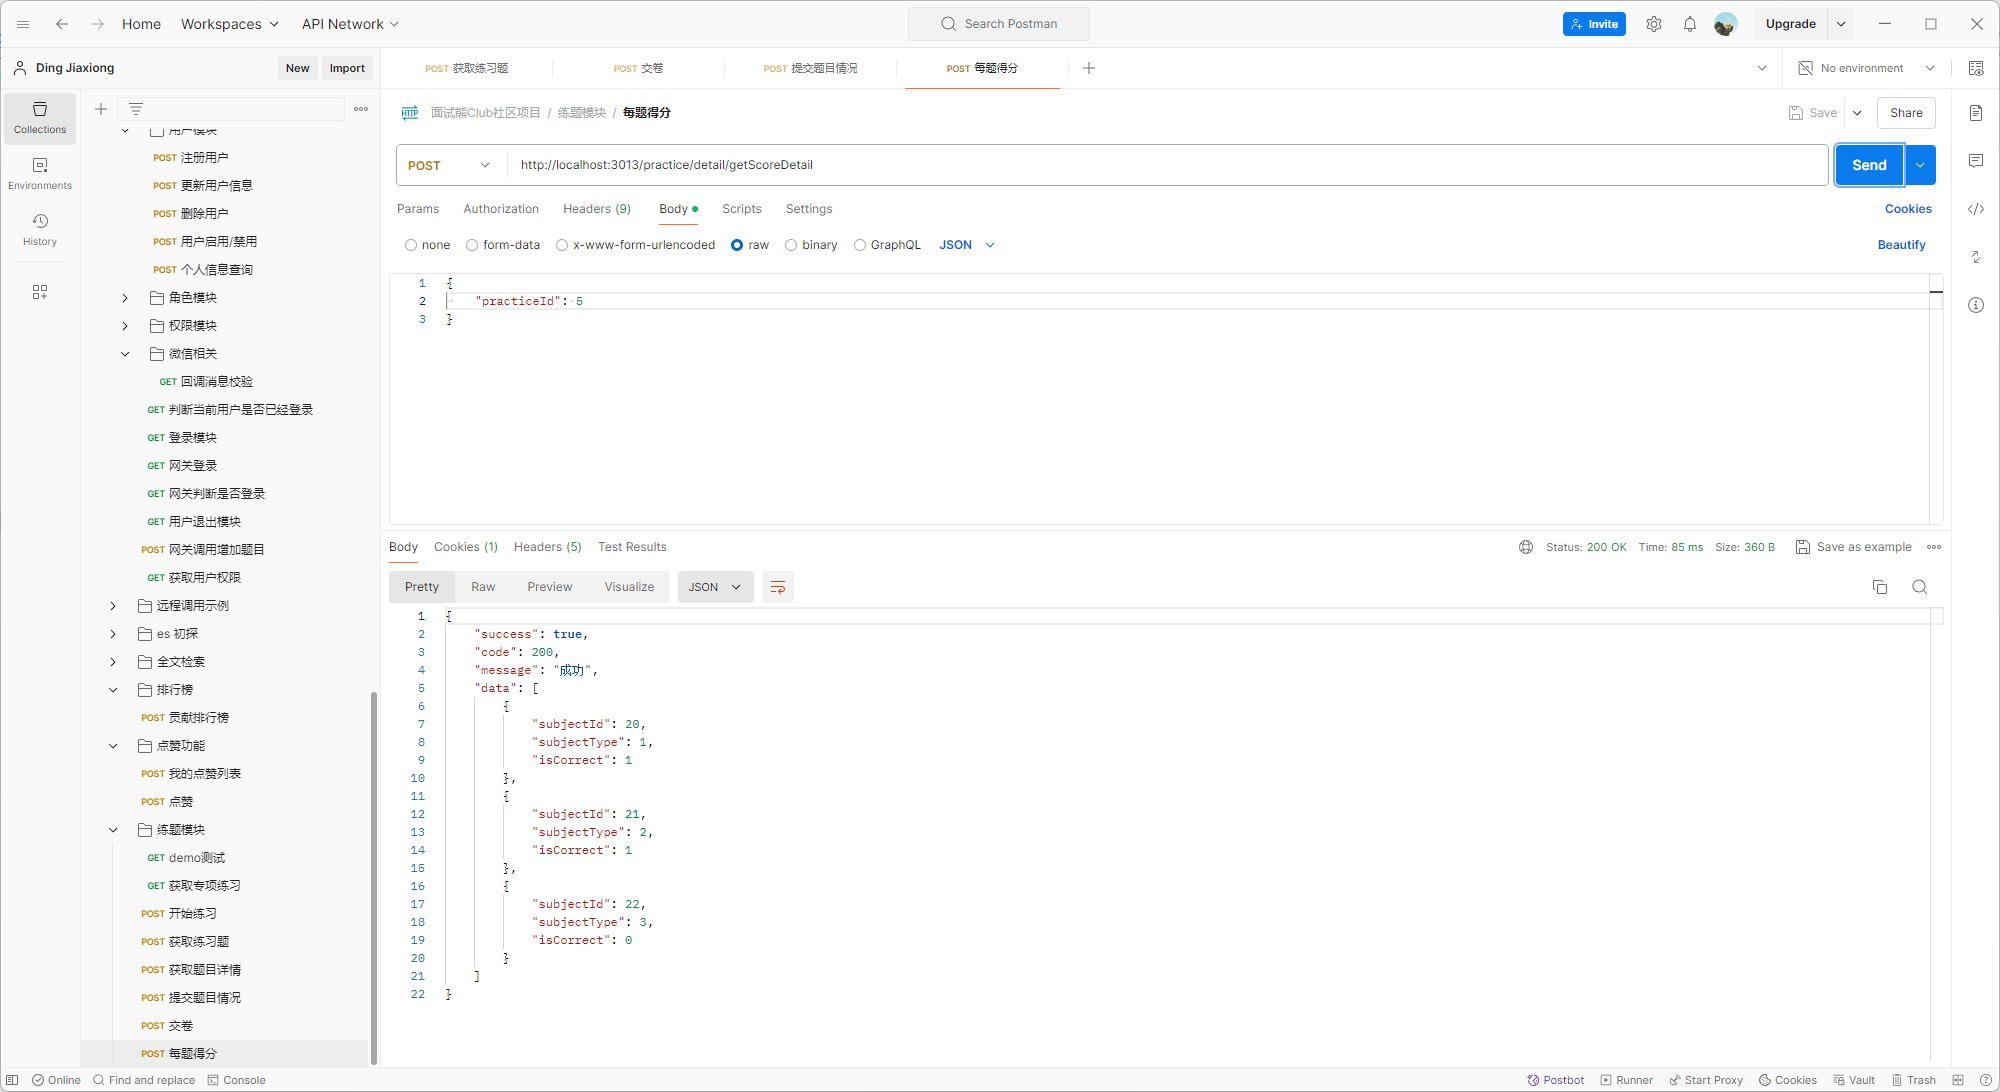 Home Workspaces API Network Search Postman Invite Upgrade
Ding Jiaxiong New Import POST 获取练习题 POST 交卷 POST 提交题目情况 POST 每题得分 No environment
Collections
Environments
History
用户模块
POST 注册用户
POST 更新用户信息
POST 删除用户
POST 用户启用/禁用
POST 个人信息查询
角色模块
权限模块
微信相关
GET 回调消息校验
GET 判断当前用户是否已经登录
GET 登录模块
GET 网关登录
GET 网关判断是否登录
GET 用户退出模块
POST 网关调用增加题目
GET 获取用户权限
远程调用示例
es 初探
全文检索
排行榜
POST 贡献排行榜
点赞功能
POST 我的点赞列表
POST 点赞
练题模块
GET demo测试
GET 获取专项练习
POST 开始练习
POST 获取练习题
POST 获取题目详情
POST 提交题目情况
POST 交卷
POST 每题得分
HTTP 面试熊Club社区项目 / 练题模块 / 每题得分 Save Share
POST http://localhost:3013/practice/detail/getScoreDetail Send
Params Authorization Headers (9) Body Scripts Settings Cookies
none form-data x-www-form-urlencoded raw binary GraphQL JSON Beautify
1 {
2 "practiceId": 5
3 }
Body Cookies (1) Headers (5) Test Results Status: 200 OK Time: 85 ms Size: 360 B Save as example
Pretty Raw Preview Visualize JSON
1 {
2 "success": true,
3 "code": 200,
4 "message": "成功",
5 "data": [
6 {
7 "subjectId": 20,
8 "subjectType": 1,
9 "isCorrect": 1
10 },
11 {
12 "subjectId": 21,
13 "subjectType": 2,
14 "isCorrect": 1
15 },
16 {
17 "subjectId": 22,
18 "subjectType": 3,
19 "isCorrect": 0
20 }
21 ]
22 }
Online Find and replace Console Postbot Runner Start Proxy Cookies Vault Trash